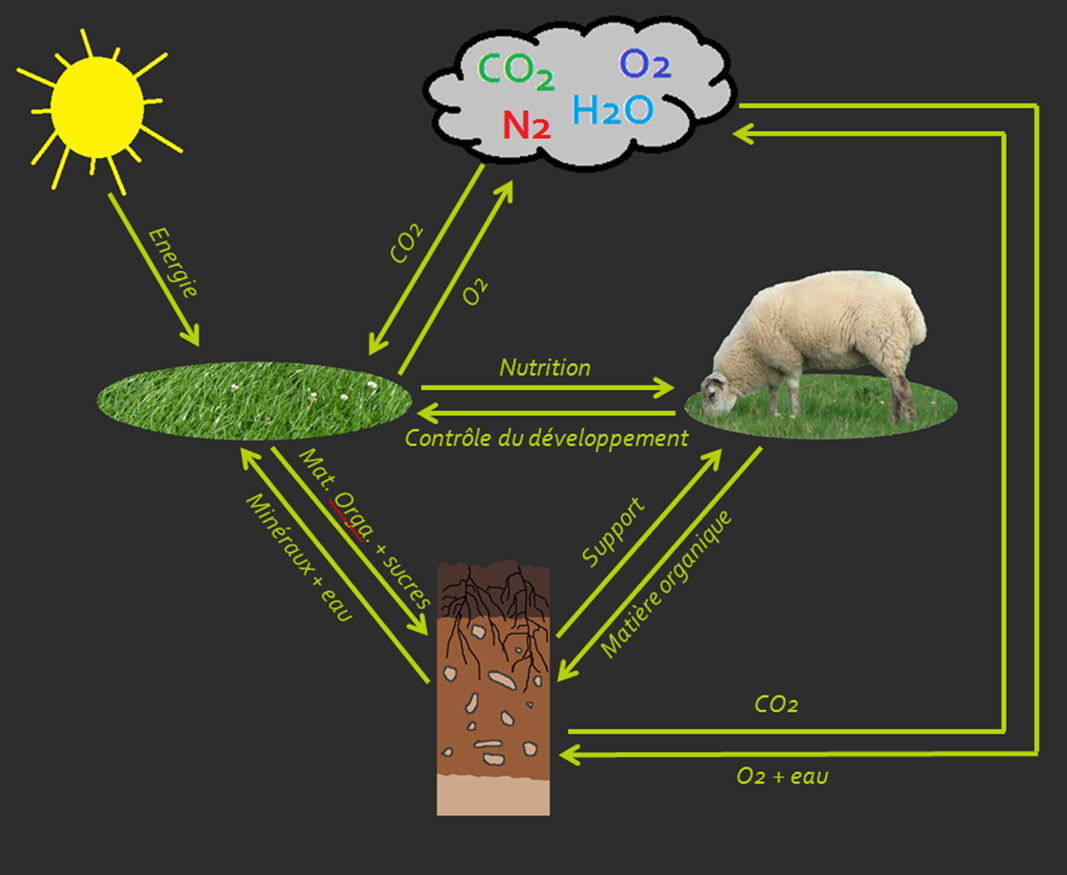 CO2
O2
N2
H2O
Energie
CO2
O2
Nutrition
Contrôle du développement
Mat. Orga. + sucres
Minéraux + eau
Support
Matière organique
CO2
O2 + eau